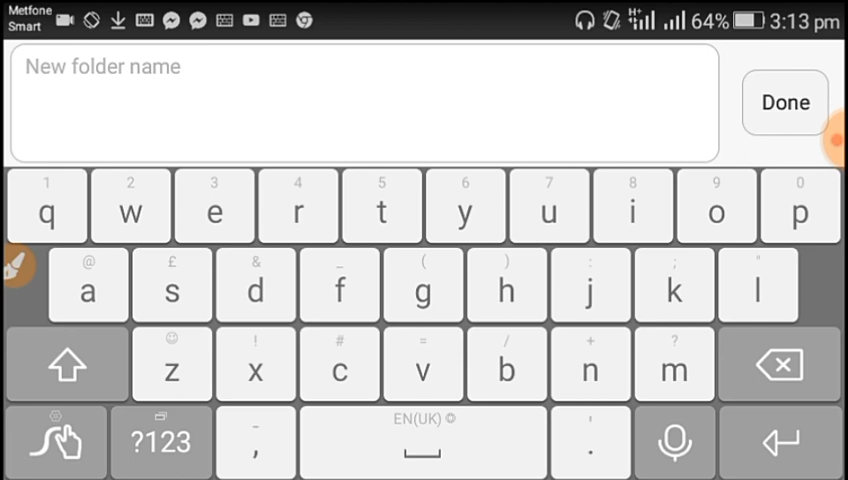 Metfone
Smart
H+ 64% 3:13 pm
New folder name
Done
1 2 3 4 5 6 7 8 9 0
q w e r t y u i o p
@ £ & _ ( ) : ; "
a s d f g h j k l
! # = / + ?
z x c v b n m
- EN(UK) '
?123 , .